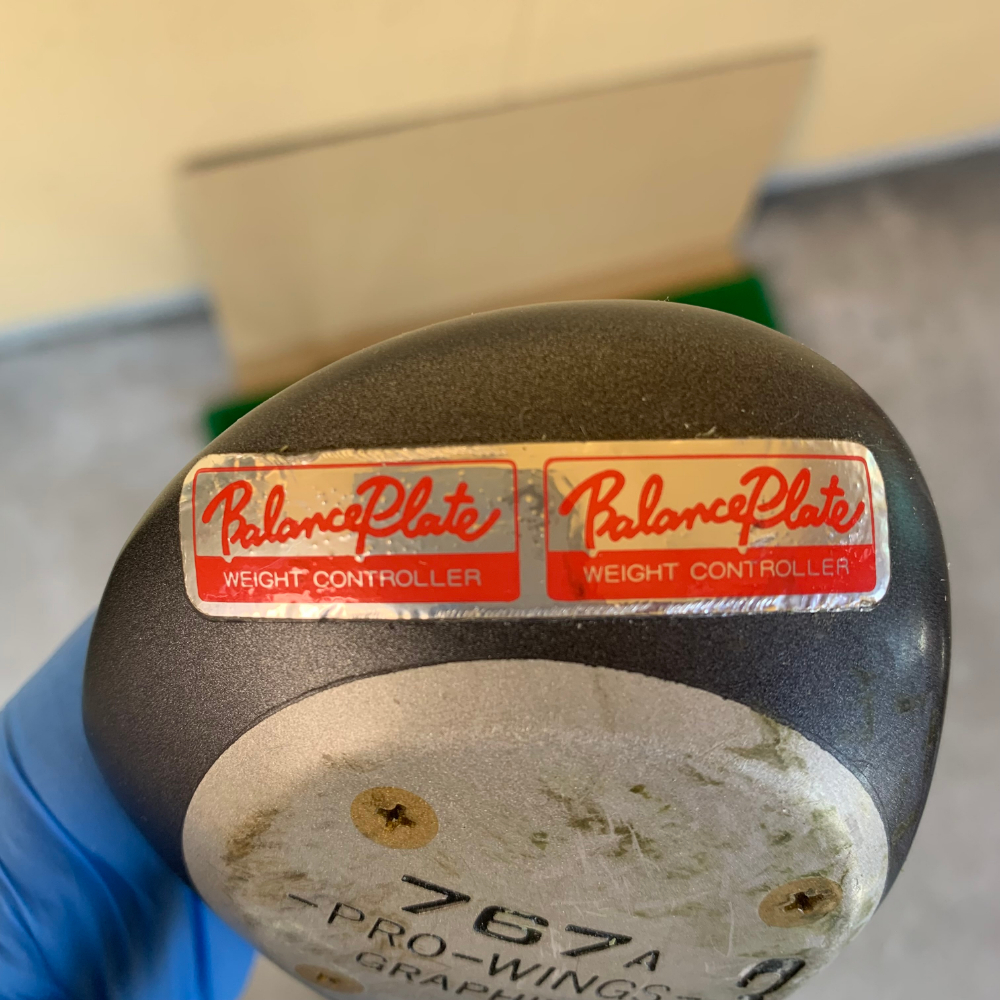 BalancePlate BalancePlate
WEIGHT CONTROLLER WEIGHT CONTROLLER
767A
-PRO-WINGS-